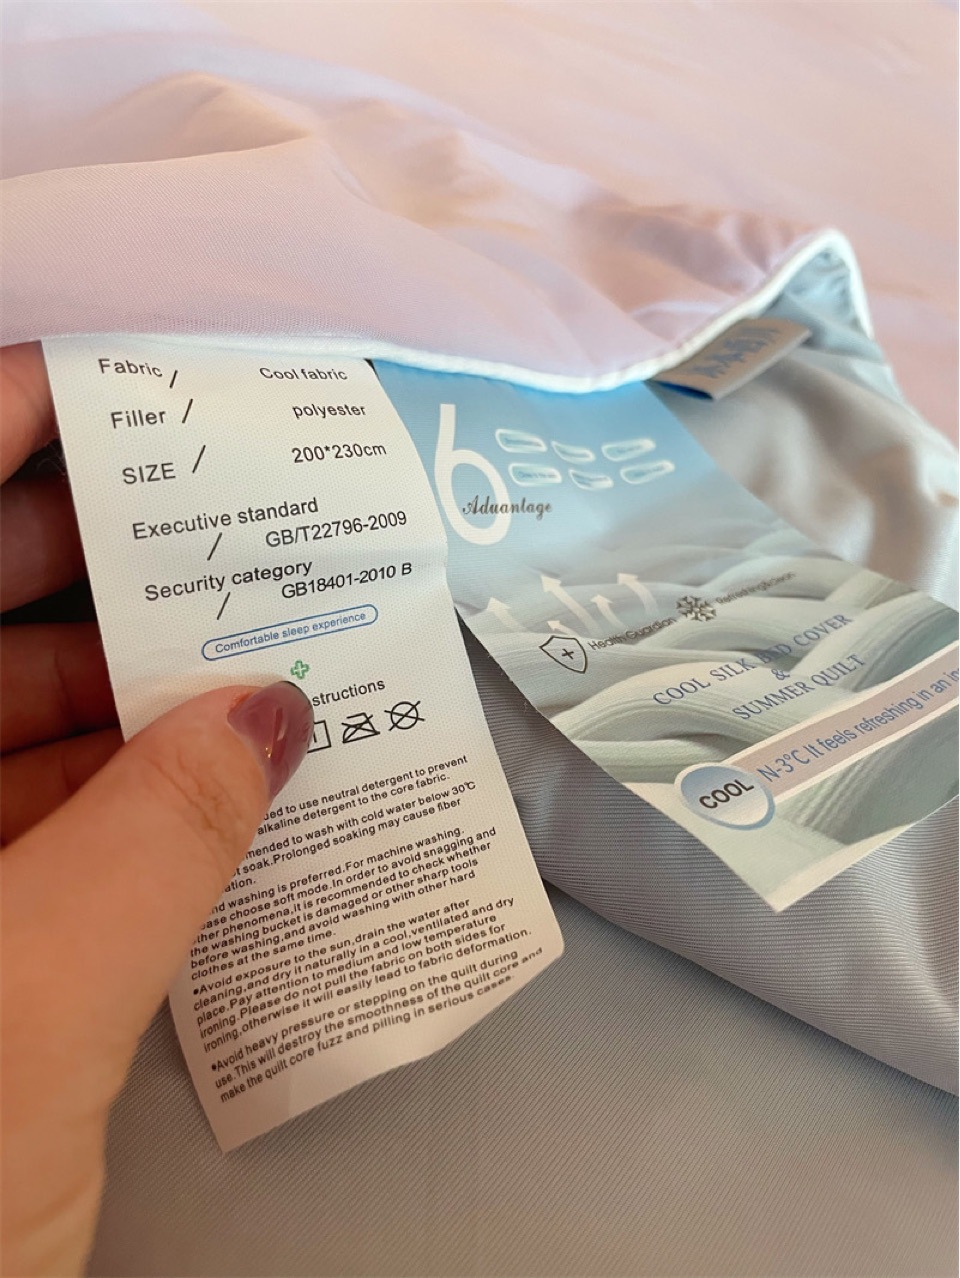 Fabric / Cool fabric
Filler / polyester
SIZE / 200*230cm
Executive standard
/ GB/T22796-2009
Security category
/ GB18401-2010 B
Comfortable sleep experience
structions
ed to use neutral detergent to prevent
alkaline detergent to the core fabric.
mended to wash with cold water below 30℃
t soak.Prolonged soaking may cause fiber
ation.
nd washing is preferred.For machine washing,
ase choose soft mode.In order to avoid snagging and
ther phenomena,it is recommended to check whether
the washing bucket is damaged or other sharp tools
before washing,and avoid washing with other hard
clothes at the same time.
•Avoid exposure to the sun,drain the water after
cleaning,and dry it naturally in a cool,ventilated and dry
place.Pay attention to medium and low temperature
ironing.Please do not pull the fabric on both sides for
ironing,otherwise it will easily lead to fabric deformation.
•Avoid heavy pressure or stepping on the quilt during
use.This will destroy the smoothness of the quilt core and
make the quilt core fuzz and pilling in serious cases.
6
Aduantage
Health Guardian
Refreshing&clean
COOL SILK BND COVER
&
SUMMER QUILT
COOL
N-3°C It feels refreshing in an in